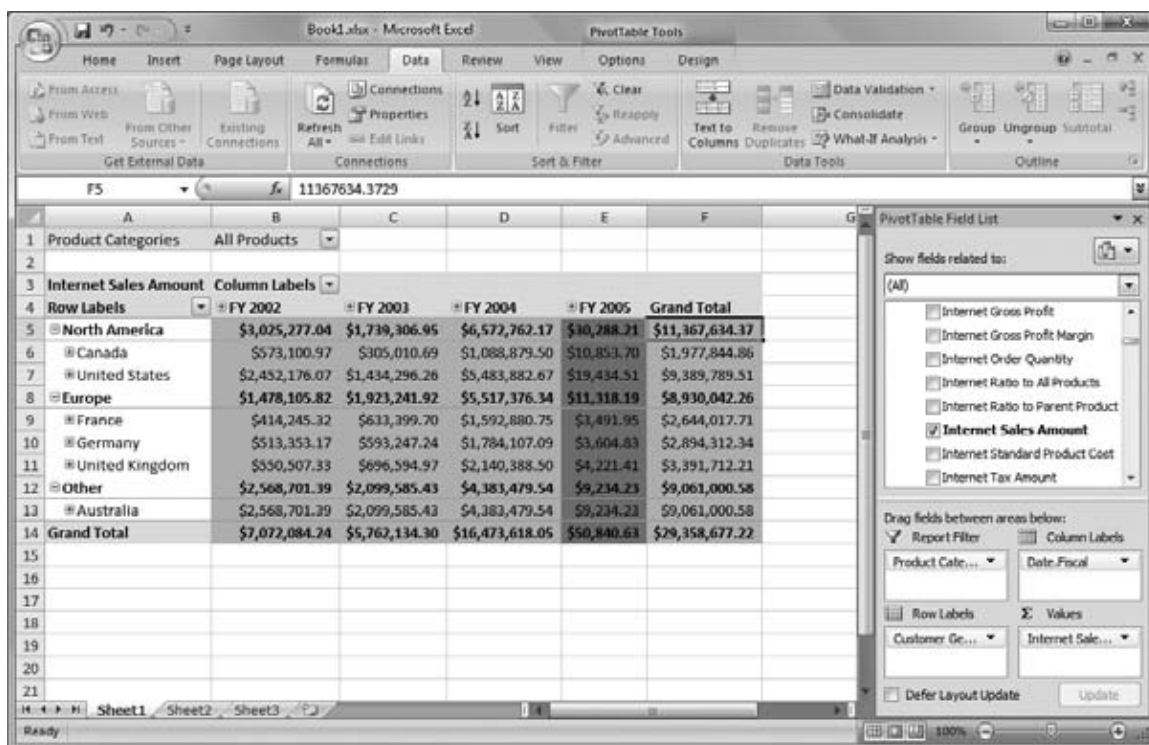 Book1.xlsx - Microsoft Excel PivotTable Tools
Home Insert Page Layout Formulas Data Review View Options Design
From Access
From Web
From Text
From Other Sources
Existing Connections
Get External Data
Refresh All
Connections
Properties
Edit Links
Connections
Sort
Filter
Clear
Reapply
Advanced
Sort & Filter
Text to Columns
Remove Duplicates
Data Validation
Consolidate
What-If Analysis
Data Tools
Group Ungroup Subtotal
Outline
F5 fx 11367634.3729
A B C D E F G
1 Product Categories All Products
2
3 Internet Sales Amount Column Labels
4 Row Labels FY 2002 FY 2003 FY 2004 FY 2005 Grand Total
5 North America $3,025,277.04 $1,739,306.95 $6,572,762.17 $30,288.21 $11,367,634.37
6 Canada $573,100.97 $305,010.69 $1,088,879.50 $10,853.70 $1,977,844.86
7 United States $2,452,176.07 $1,434,296.26 $5,483,882.67 $19,434.51 $9,389,789.51
8 Europe $1,478,105.82 $1,923,241.92 $5,517,376.34 $11,318.19 $8,930,042.26
9 France $414,245.32 $633,399.70 $1,592,880.75 $3,491.95 $2,644,017.71
10 Germany $513,353.17 $593,247.24 $1,784,107.09 $3,604.83 $2,894,312.34
11 United Kingdom $550,507.33 $696,594.97 $2,140,388.50 $4,221.41 $3,391,712.21
12 Other $2,568,701.39 $2,099,585.43 $4,383,479.54 $9,234.23 $9,061,000.58
13 Australia $2,568,701.39 $2,099,585.43 $4,383,479.54 $9,234.23 $9,061,000.58
14 Grand Total $7,072,084.24 $5,762,134.30 $16,473,618.05 $50,840.63 $29,358,677.22
15
16
17
18
19
20
21
PivotTable Field List
Show fields related to:
(All)
Internet Gross Profit
Internet Gross Profit Margin
Internet Order Quantity
Internet Ratio to All Products
Internet Ratio to Parent Product
Internet Sales Amount
Internet Standard Product Cost
Internet Tax Amount
Drag fields between areas below:
Report Filter Column Labels
Product Cate... Date.Fiscal
Row Labels Σ Values
Customer Ge... Internet Sale...
Defer Layout Update Update
Sheet1 Sheet2 Sheet3
Ready 100%